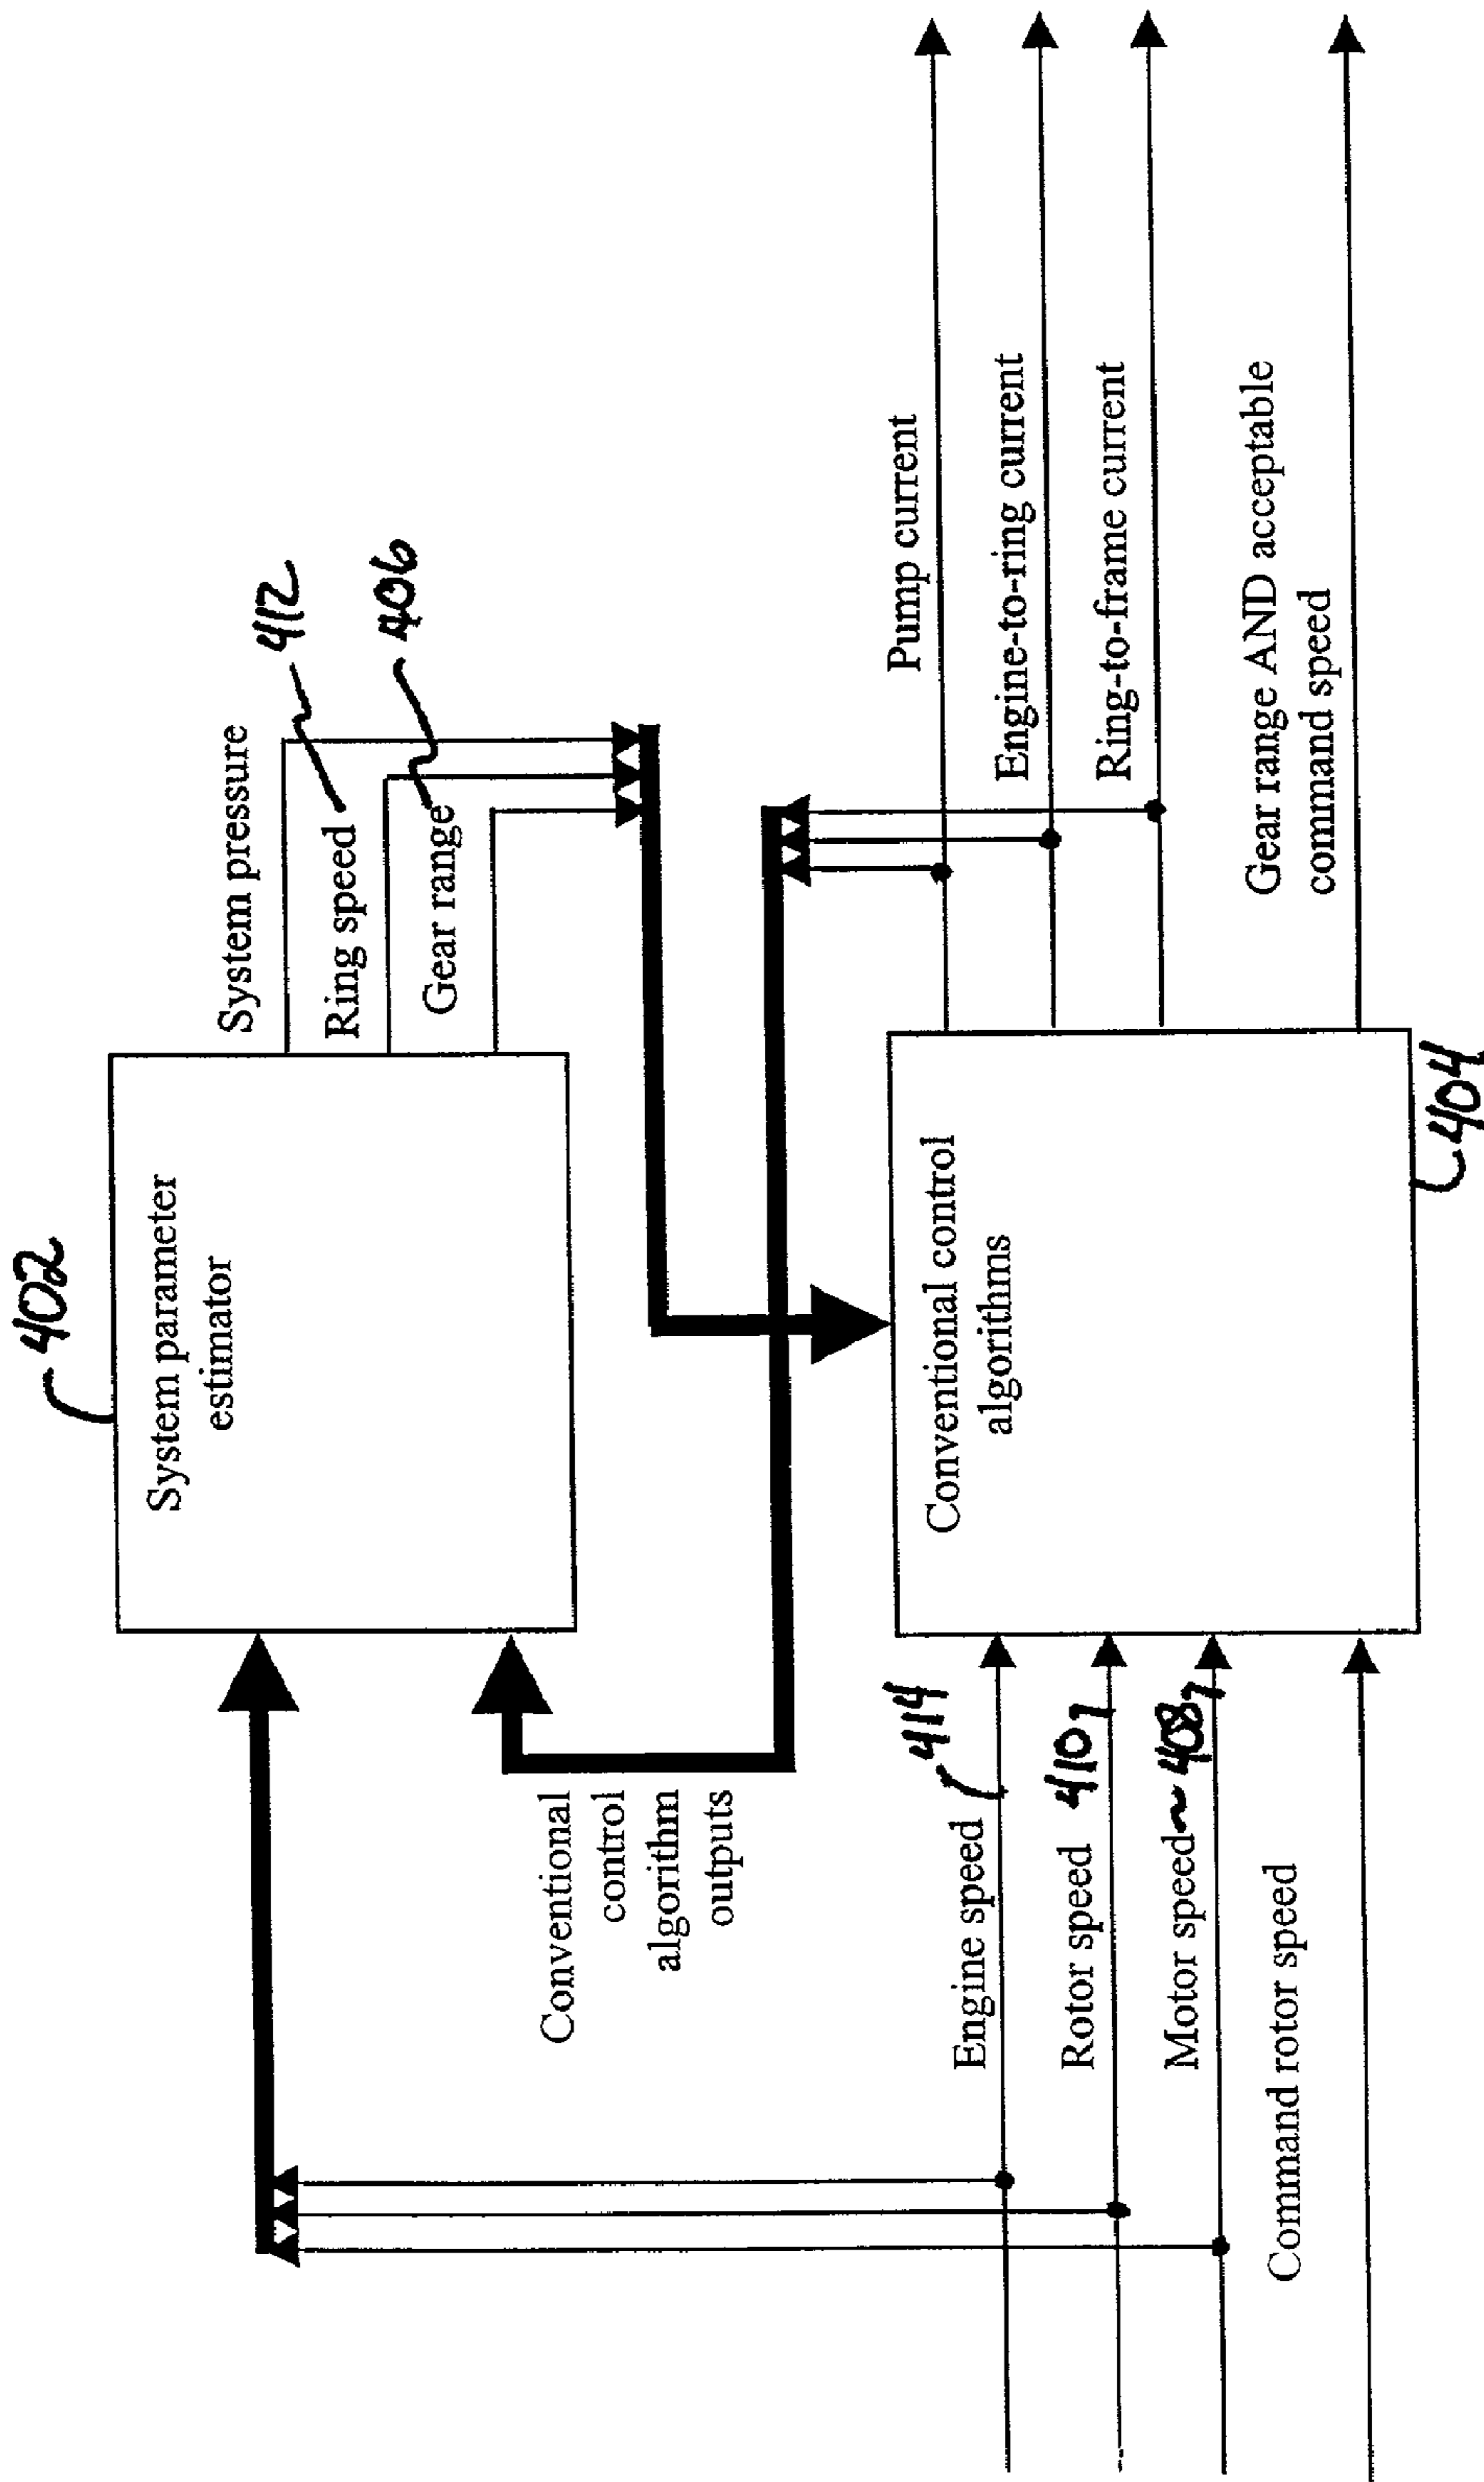 402
System parameter
estimator
System pressure
Ring speed
412
Gear range
406
Conventional
control
algorithm
outputs
Engine speed
414
Rotor speed
410
Motor speed
408
Command rotor speed
Conventional control
algorithms
404
Pump current
Engine-to-ring current
Ring-to-frame current
Gear range AND acceptable
command speed